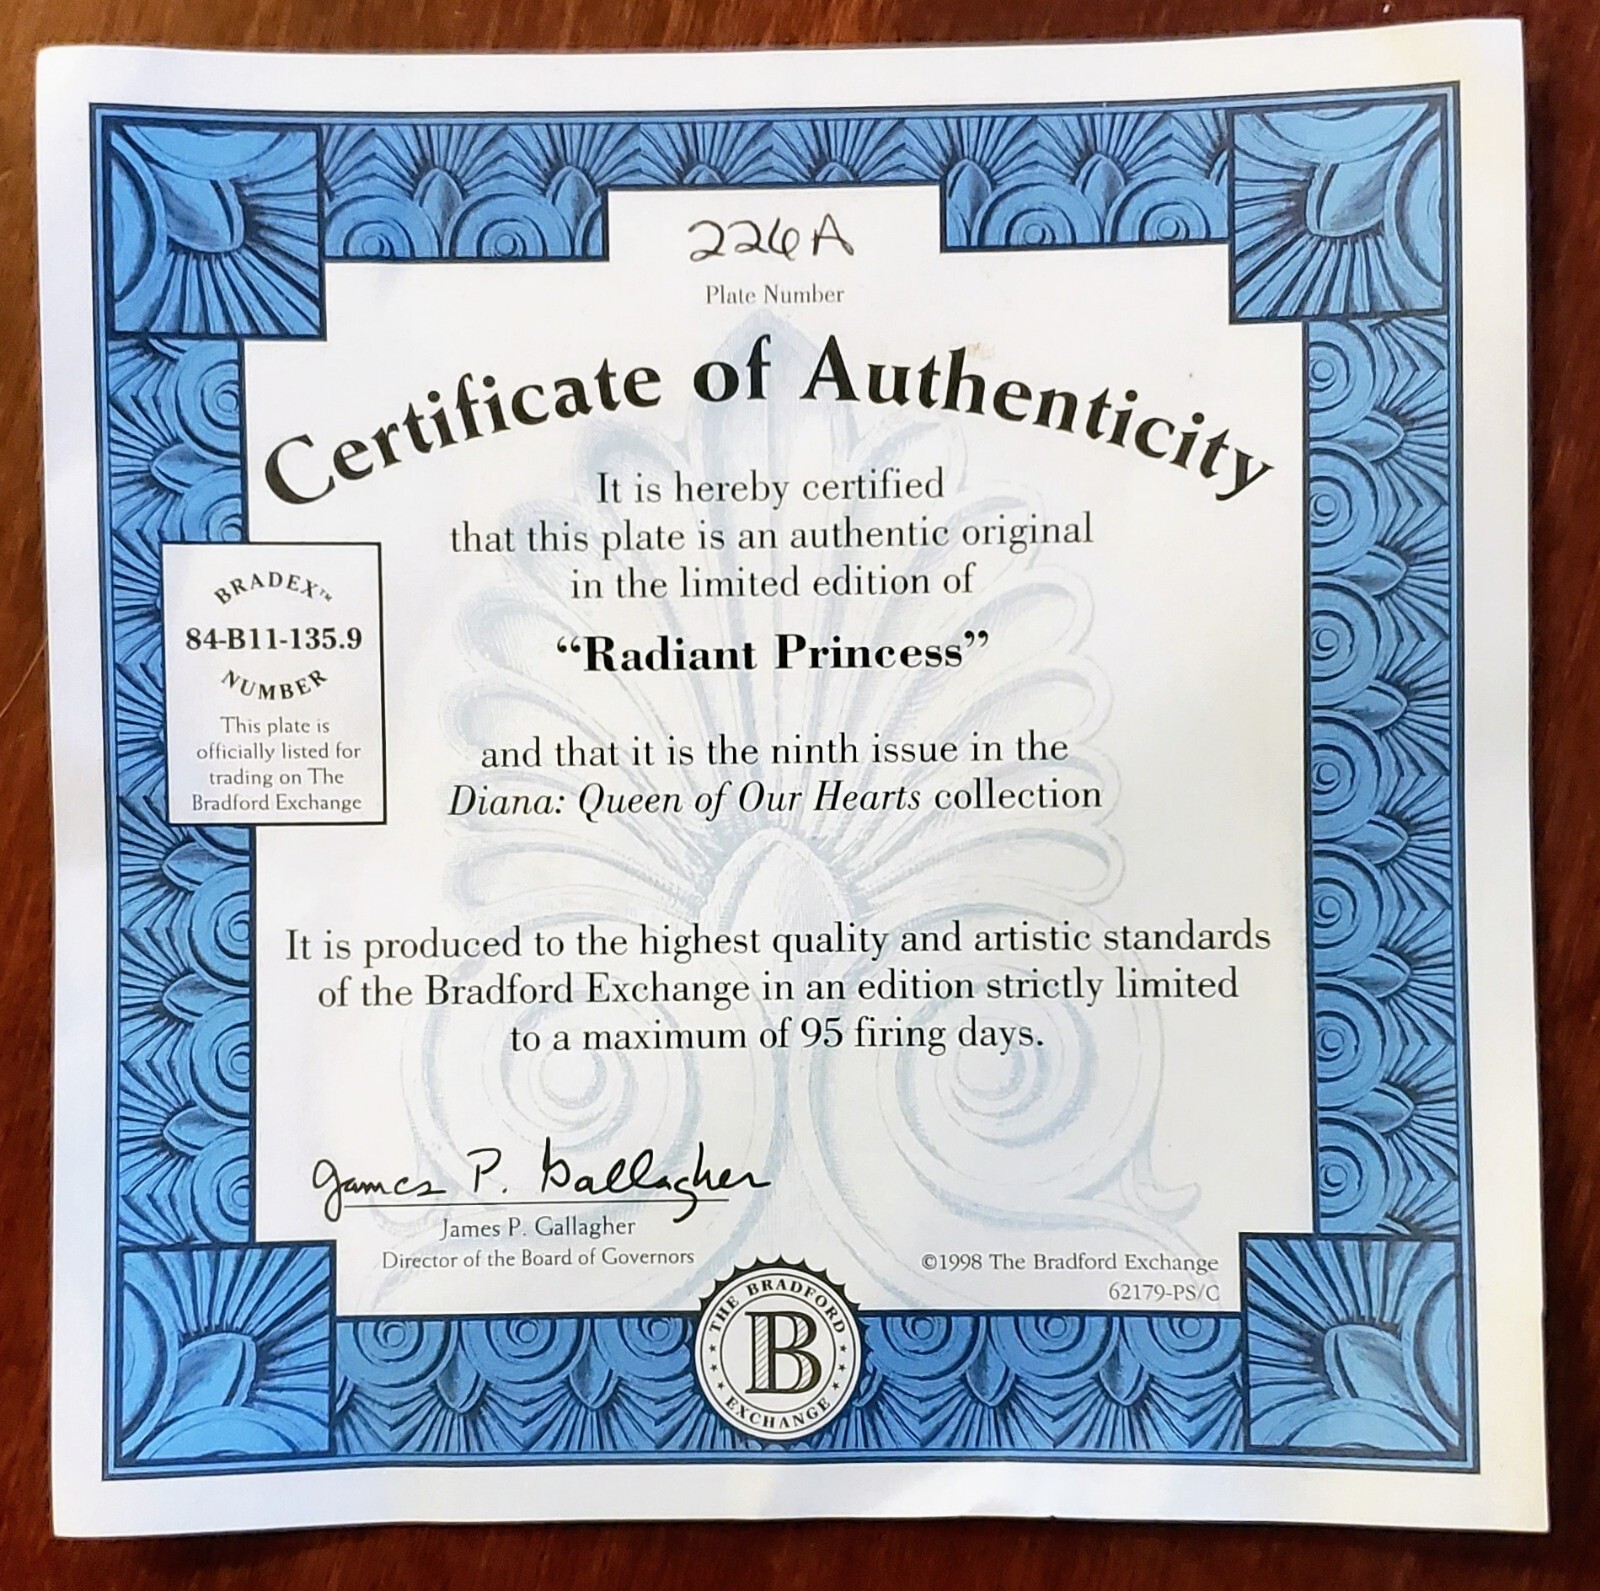 226A
Plate Number
Certificate of Authenticity
It is hereby certified
that this plate is an authentic original
in the limited edition of
“Radiant Princess”
and that it is the ninth issue in the
Diana: Queen of Our Hearts collection
BRADEX™
84-B11-135.9
NUMBER
This plate is
officially listed for
trading on The
Bradford Exchange
It is produced to the highest quality and artistic standards
of the Bradford Exchange in an edition strictly limited
to a maximum of 95 firing days.
James P. Gallagher
James P. Gallagher
Director of the Board of Governors
©1998 The Bradford Exchange
62179-PS/C
THE BRADFORD
B
EXCHANGE